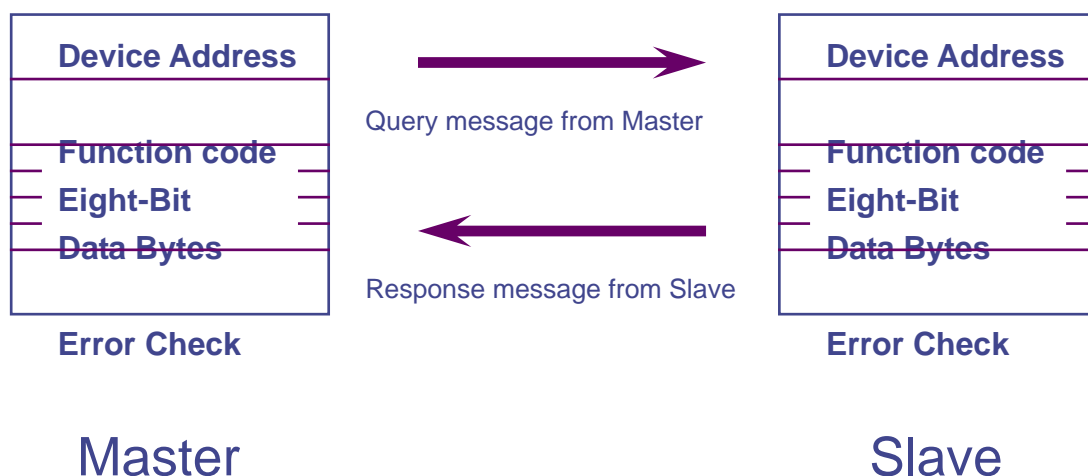 Device Address
Function code
Eight-Bit
Data Bytes
Error Check
Master
Query message from Master
Response message from Slave
Device Address
Function code
Eight-Bit
Data Bytes
Error Check
Slave